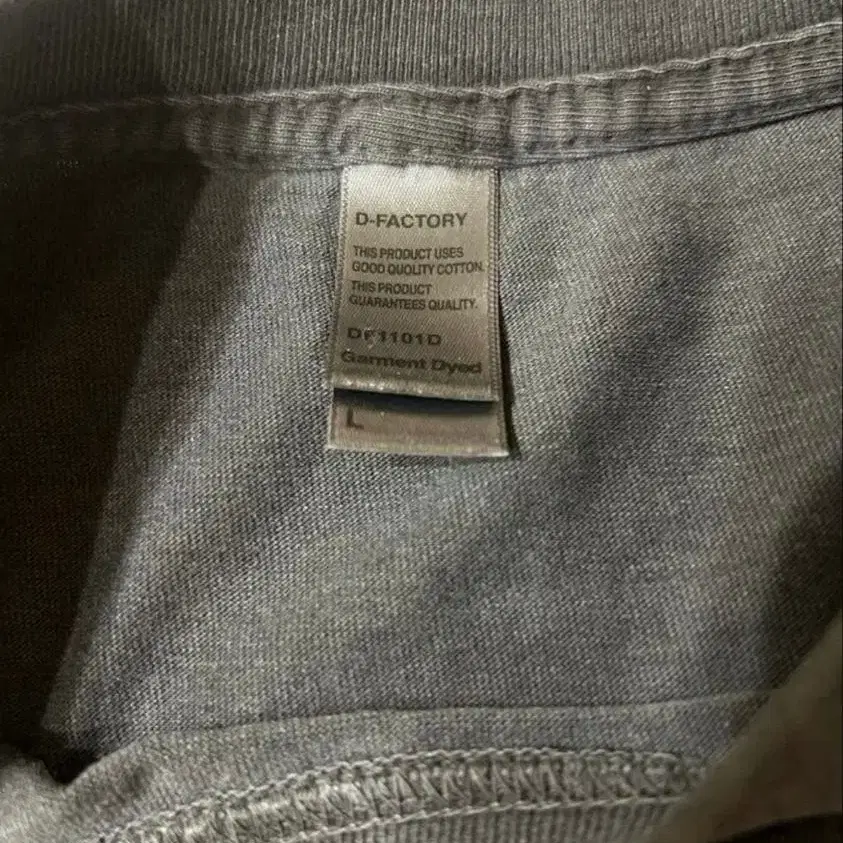 D-FACTORY
THIS PRODUCT USES
GOOD QUOLITY COTTON.
THIS PRODUCT
GUARANTEES QUALITY.
DF1101D
Garment Dyed
L